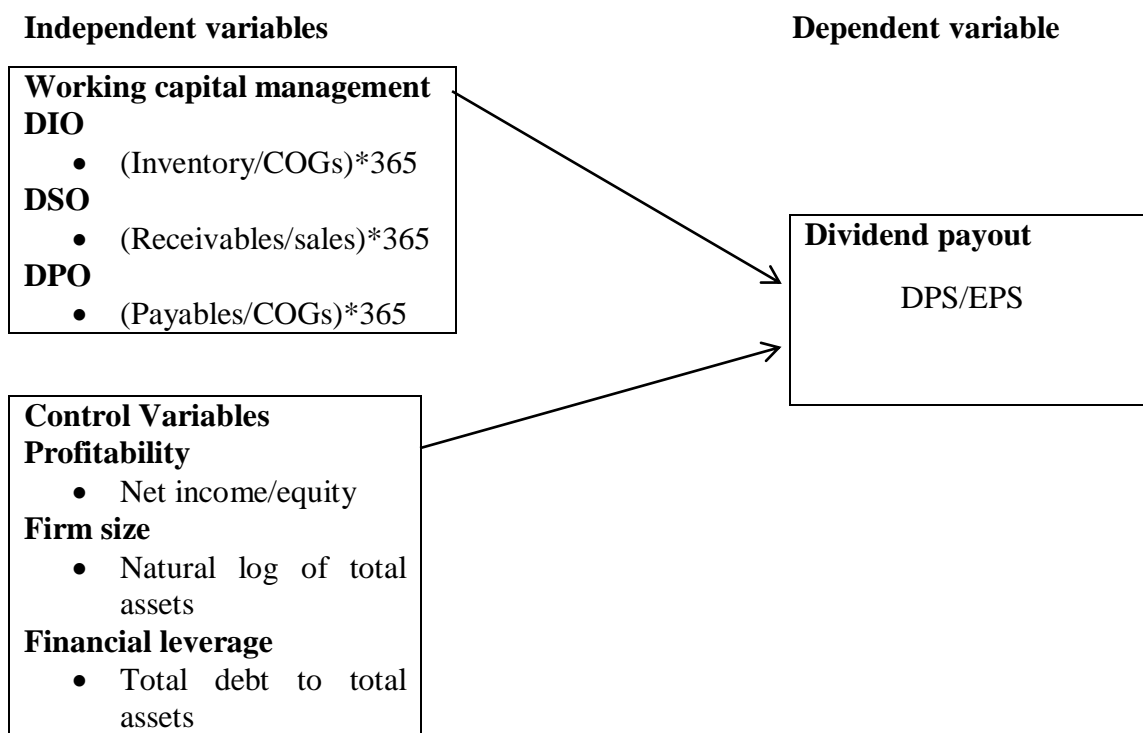 Independent variables
Dependent variable
Working capital management
DIO
• (Inventory/COGs)*365
DSO
• (Receivables/sales)*365
DPO
• (Payables/COGs)*365
Dividend payout
DPS/EPS
Control Variables
Profitability
• Net income/equity
Firm size
• Natural log of total
assets
Financial leverage
• Total debt to total
assets